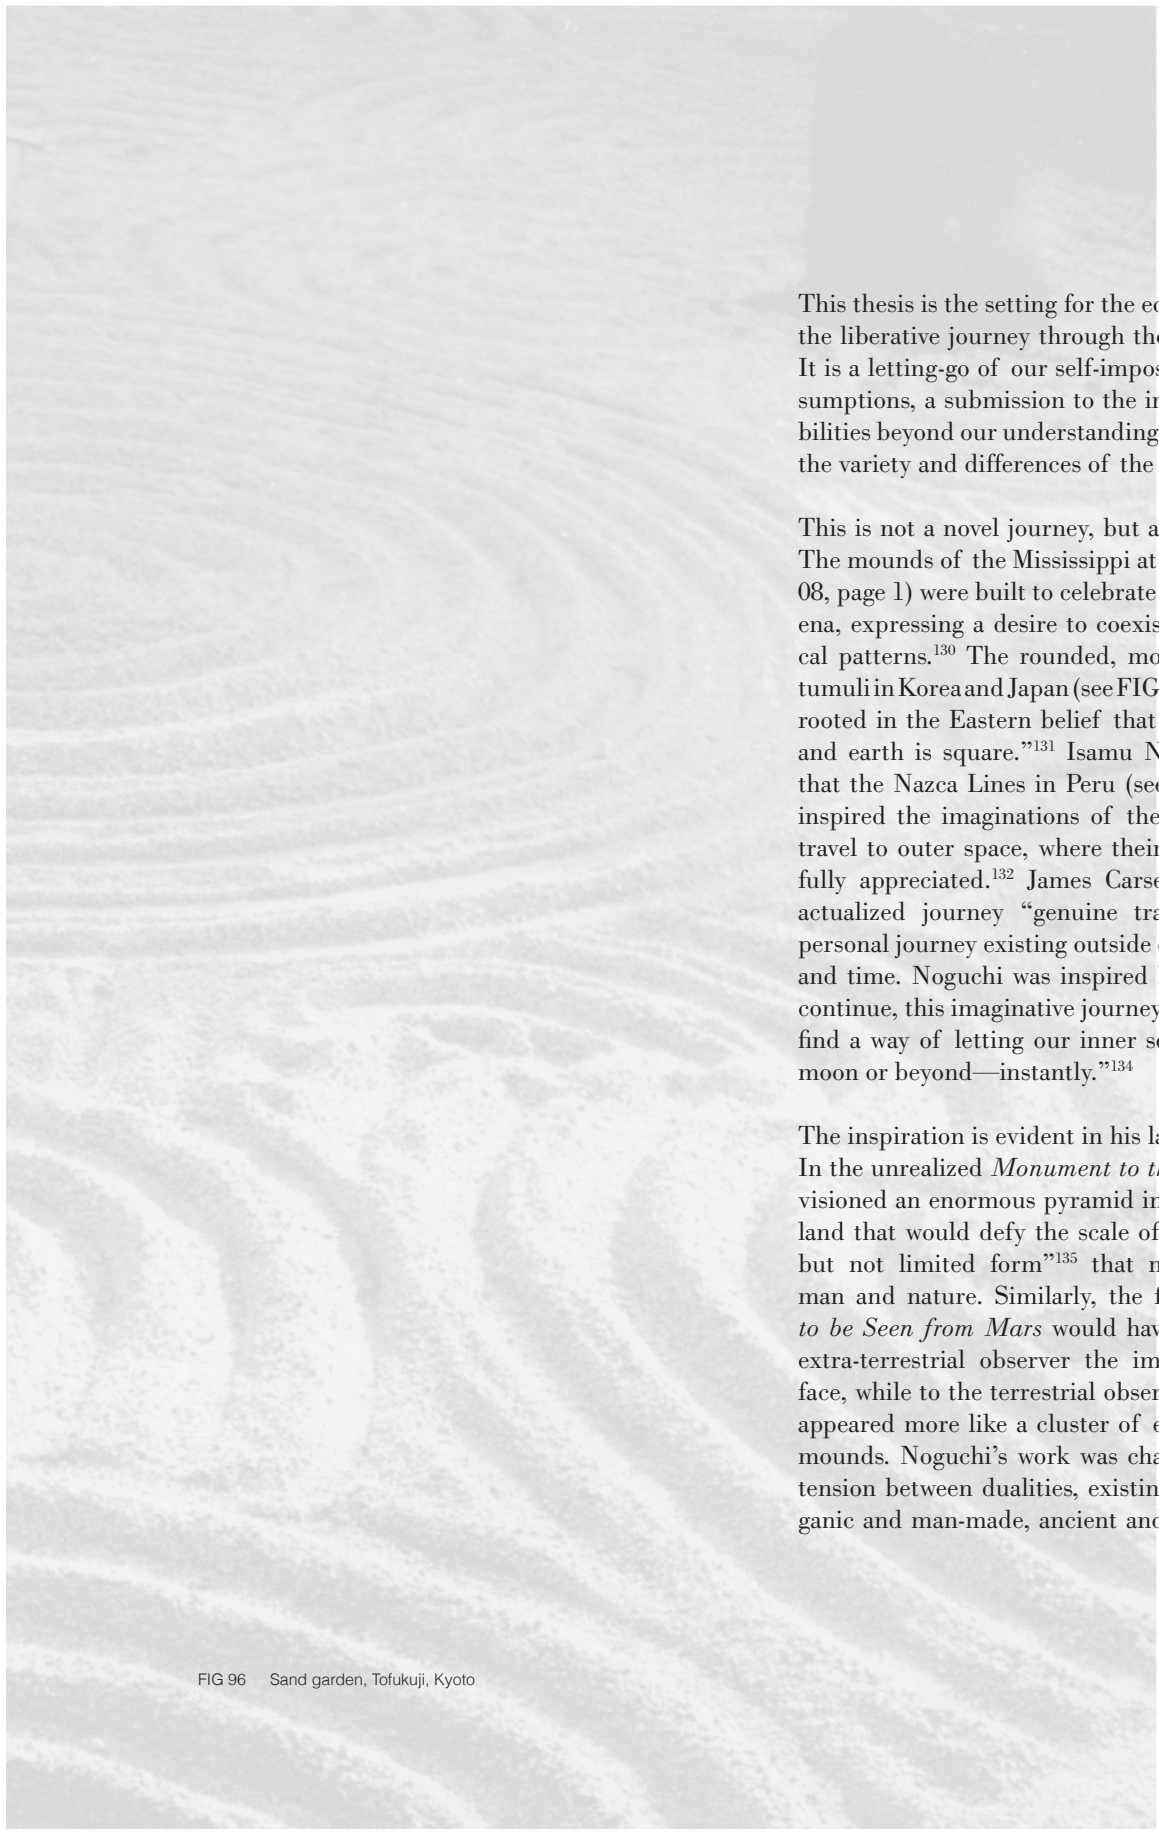 This thesis is the setting for the
the liberative journey through
It is a letting-go of our self-impos
sumptions, a submission to the
bilities beyond our understanding
the variety and differences of the
This is not a novel journey, but a
The mounds of the Mississippi at
08, page 1) were built to celebrate
ena, expressing a desire to coexis
cal patterns.130 The rounded, mo
tumuli in Korea and Japan (see FIG
rooted in the Eastern belief that
and earth is square.”131 Isamu N
that the Nazca Lines in Peru (see
inspired the imaginations of the
travel to outer space, where their
fully appreciated.132 James Carse
actualized journey “genuine tra
personal journey existing outside
and time. Noguchi was inspired
continue, this imaginative journey
find a way of letting our inner se
moon or beyond—instantly.”134
The inspiration is evident in his la
In the unrealized Monument to th
visioned an enormous pyramid in
land that would defy the scale of
but not limited form”135 that
man and nature. Similarly, the f
to be Seen from Mars would hav
extra-terrestrial observer the im
face, while to the terrestrial obser
appeared more like a cluster of e
mounds. Noguchi’s work was cha
tension between dualities, existin
ganic and man-made, ancient and
FIG 96 Sand garden, Tofukuji, Kyoto